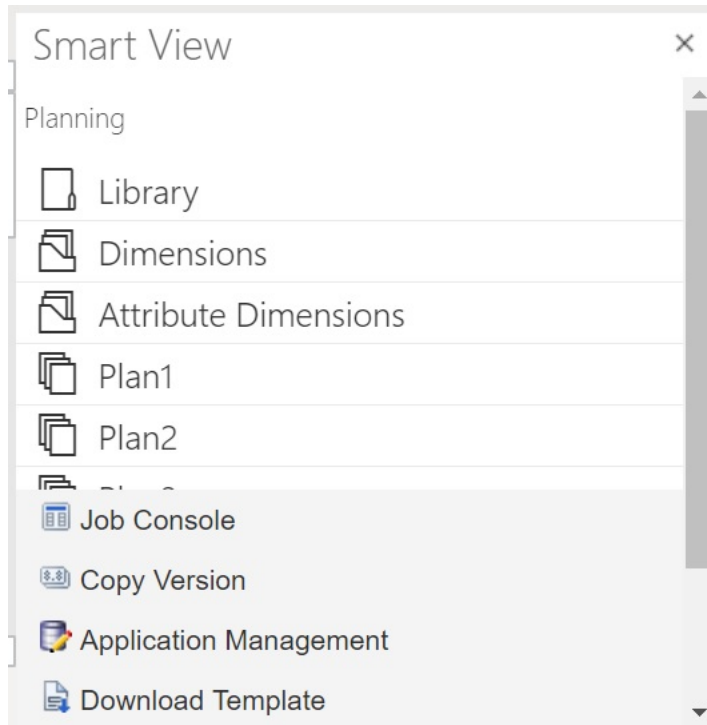 Smart View
Planning
Library
Dimensions
Attribute Dimensions
Plan1
Plan2
Job Console
Copy Version
Application Management
Download Template